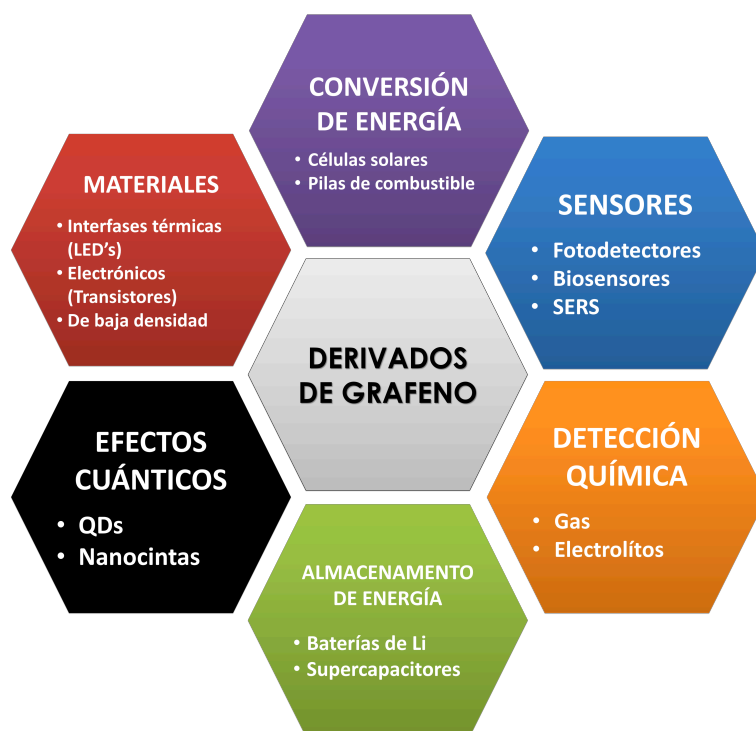 CONVERSIÓN
DE ENERGÍA
• Células solares
• Pilas de combustible
MATERIALES
• Interfases térmicas
(LED's)
• Electrónicos
(Transistores)
• De baja densidad
SENSORES
• Fotodetectores
• Biosensores
• SERS
DERIVADOS
DE GRAFENO
EFECTOS
CUÁNTICOS
• QDs
• Nanocintas
DETECCIÓN
QUÍMICA
• Gas
• Electrolítos
ALMACENAMENTO
DE ENERGÍA
• Baterías de Li
• Supercapacitores